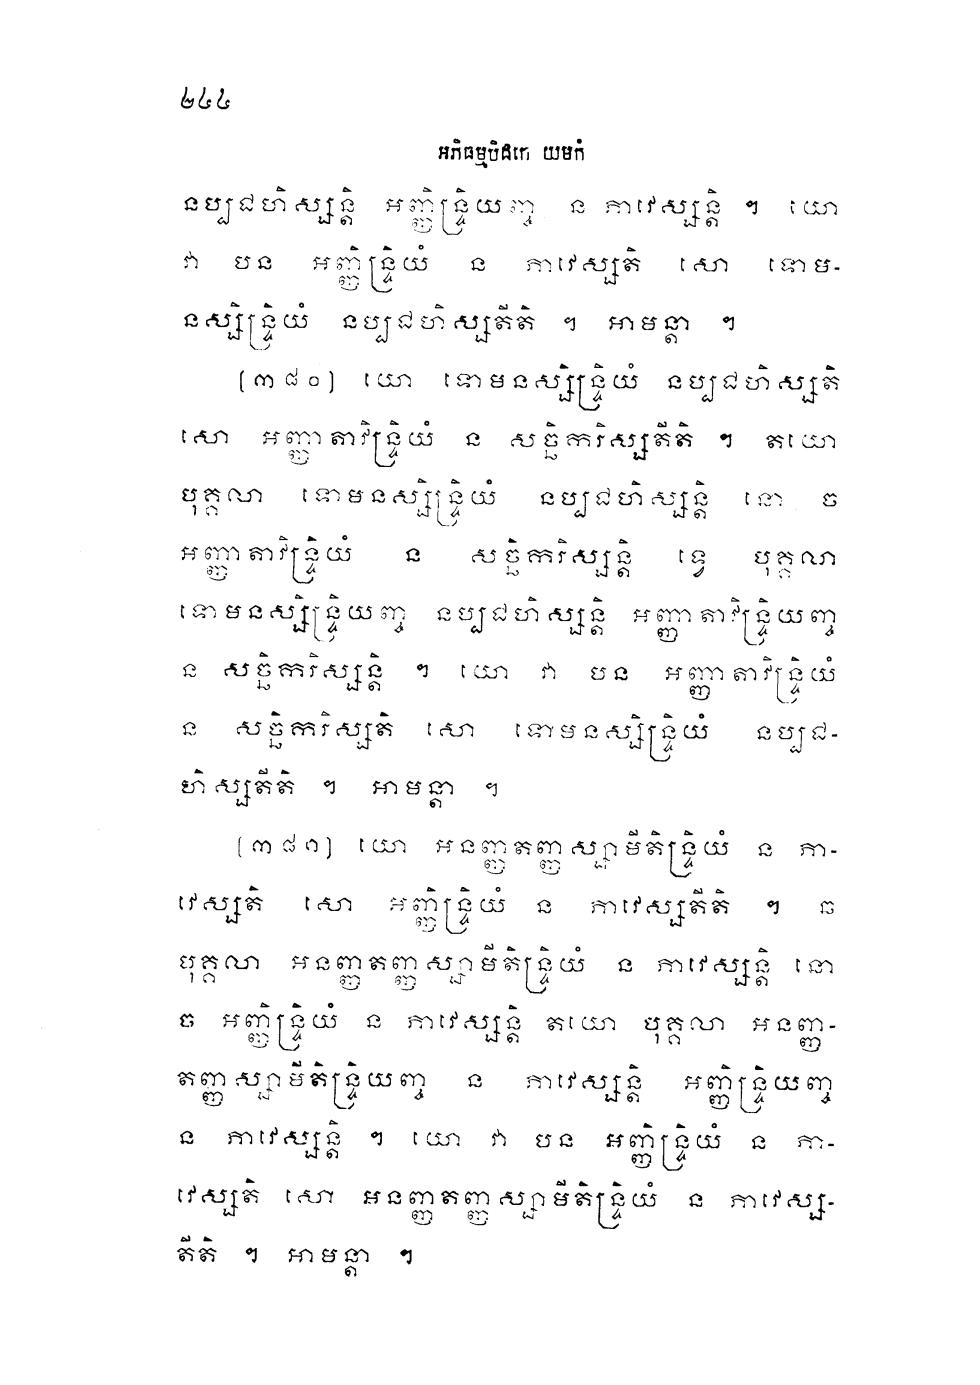 ២៤៤
អភិធម្មបិដកេ យមកំ
នប្បជហិស្សន្តិ អញ្ញិន្ទ្រិយញ្ច ន ភាវេស្សន្តិ ។ យោ
វា បន អញ្ញិន្ទ្រិយំ ន ភាវេស្សតិ សោ ទោម-
នស្សិន្ទ្រិយំ នប្បជហិស្សតីតិ ។ អាមន្តា ។
(៣៨០) យោ ទោមនស្សិន្ទ្រិយំ នប្បជហិស្សតិ
សោ អញ្ញាតាវិន្ទ្រិយំ ន សច្ឆិករិស្សតីតិ ។ តយោ
បុគ្គលា ទោមនស្សិន្ទ្រិយំ នប្បជហិស្សន្តិ នោ ច
អញ្ញាតាវិន្ទ្រិយំ ន សច្ឆិករិស្សន្តិ ទ្វេ បុគ្គលា
ទោមនស្សិន្ទ្រិយញ្ច នប្បជហិស្សន្តិ អញ្ញាតាវិន្ទ្រិយញ្ច
ន សច្ឆិករិស្សន្តិ ។ យោ វា បន អញ្ញាតាវិន្ទ្រិយំ
ន សច្ឆិករិស្សតិ សោ ទោមនស្សិន្ទ្រិយំ នប្បជ-
ហិស្សតីតិ ។ អាមន្តា ។
(៣៨១) យោ អនញ្ញតញ្ញស្សាមីតិន្ទ្រិយំ ន ភា-
វេស្សតិ សោ អញ្ញិន្ទ្រិយំ ន ភាវេស្សតីតិ ។ ឆ
បុគ្គលា អនញ្ញតញ្ញស្សាមីតិន្ទ្រិយំ ន ភាវេស្សន្តិ នោ
ច អញ្ញិន្ទ្រិយំ ន ភាវេស្សន្តិ តយោ បុគ្គលា អនញ្ញ-
តញ្ញស្សាមីតិន្ទ្រិយញ្ច ន ភាវេស្សន្តិ អញ្ញិន្ទ្រិយញ្ច
ន ភាវេស្សន្តិ ។ យោ វា បន អញ្ញិន្ទ្រិយំ ន ភា-
វេស្សតិ សោ អនញ្ញតញ្ញស្សាមីតិន្ទ្រិយំ ន ភាវេស្ស-
តីតិ ។ អាមន្តា ។